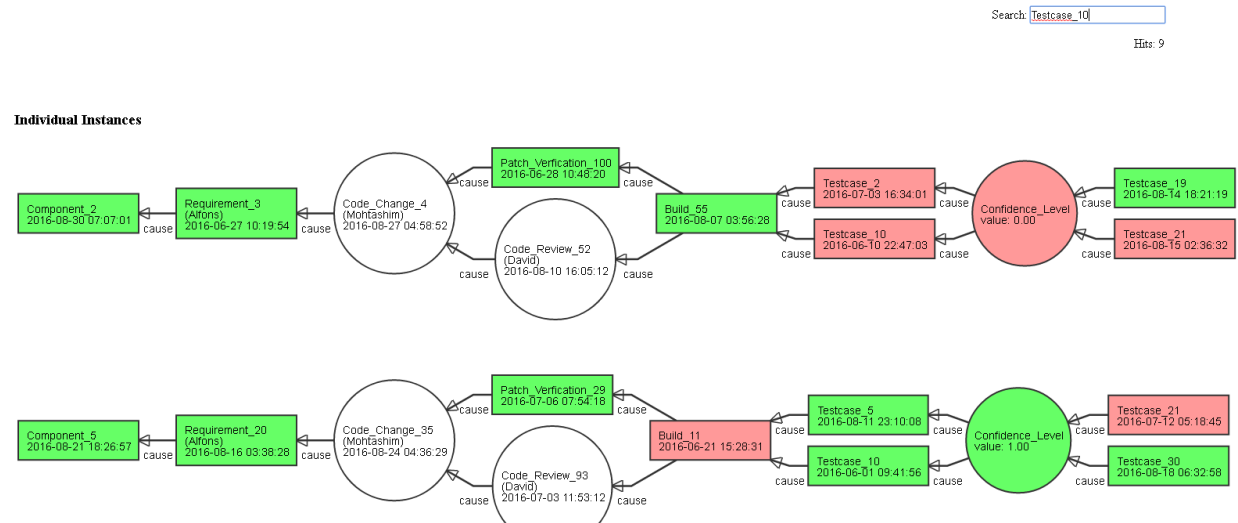 Search: Testcase_10
Hits: 9
Individual Instances
Component_2
2016-08-30 07:07:01
cause
Requirement_3
(Alfons)
2016-06-27 10:19:54
cause
Code_Change_4
(Mohtashim)
2016-08-27 04:58:52
cause
Patch_Verfication_100
2016-06-28 10:48:20
cause
cause
Code_Review_52
(David)
2016-08-10 16:05:12
cause
Build_55
2016-08-07 03:56:28
cause
Testcase_2
2016-07-03 16:34:01
cause
cause
Testcase_10
2016-06-10 22:47:03
cause
Confidence_Level
value: 0.00
cause
Testcase_19
2016-08-14 18:21:19
cause
Testcase_21
2016-08-15 02:36:32
Component_5
2016-08-21 18:26:57
cause
Requirement_20
(Alfons)
2016-08-16 03:38:28
cause
Code_Change_35
(Mohtashim)
2016-08-24 04:36:29
cause
Patch_Verfication_29
2016-07-06 07:54:18
cause
cause
Code_Review_93
(David)
2016-07-03 11:53:12
cause
Build_11
2016-06-21 15:28:31
cause
Testcase_5
2016-08-11 23:10:08
cause
cause
Testcase_10
2016-06-01 09:41:56
cause
Confidence_Level
value: 1.00
cause
Testcase_21
2016-07-12 05:18:45
cause
Testcase_30
2016-08-18 06:32:58